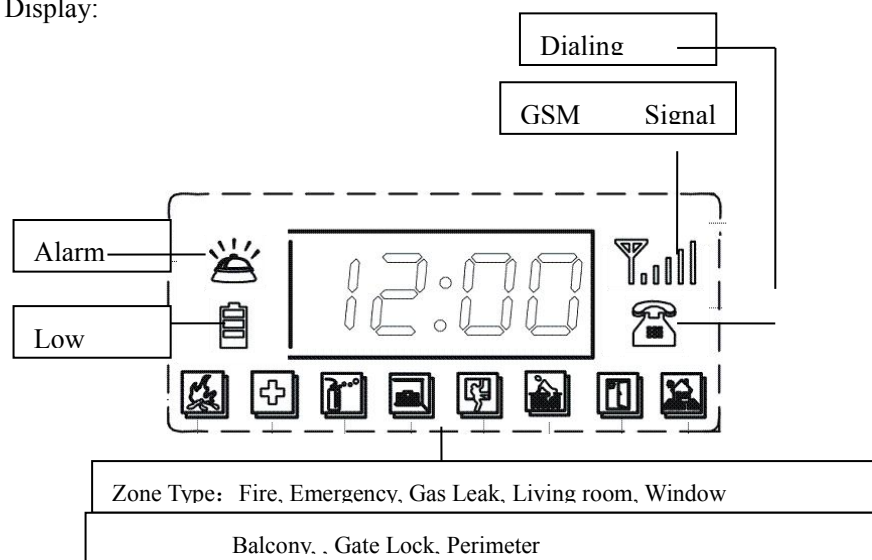 Display:
Dialing
GSM Signal
Alarm
12:00
Low
Zone Type：Fire, Emergency, Gas Leak, Living room, Window
Balcony, , Gate Lock, Perimeter